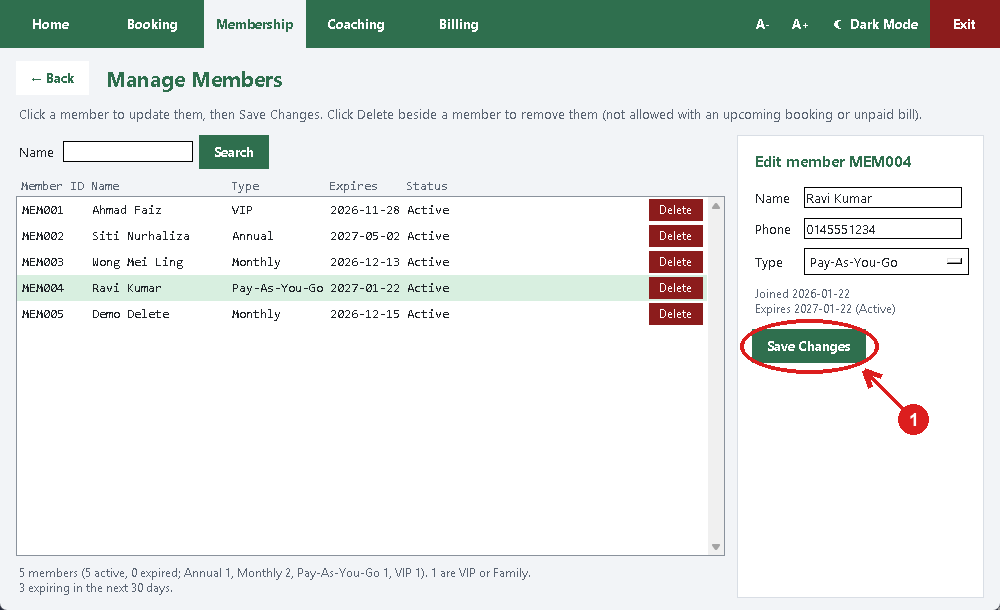 Home Booking Membership Coaching Billing A- A+ ☾ Dark Mode Exit
← Back Manage Members
Click a member to update them, then Save Changes. Click Delete beside a member to remove them (not allowed with an upcoming booking or unpaid bill).
Name Search
Member ID Name Type Expires Status
MEM001 Ahmad Faiz VIP 2026-11-28 Active Delete
MEM002 Siti Nurhaliza Annual 2027-05-02 Active Delete
MEM003 Wong Mei Ling Monthly 2026-12-13 Active Delete
MEM004 Ravi Kumar Pay-As-You-Go 2027-01-22 Active Delete
MEM005 Demo Delete Monthly 2026-12-15 Active Delete
5 members (5 active, 0 expired; Annual 1, Monthly 2, Pay-As-You-Go 1, VIP 1). 1 are VIP or Family.
3 expiring in the next 30 days.
Edit member MEM004
Name Ravi Kumar
Phone 0145551234
Type Pay-As-You-Go
Joined 2026-01-22
Expires 2027-01-22 (Active)
Save Changes
1